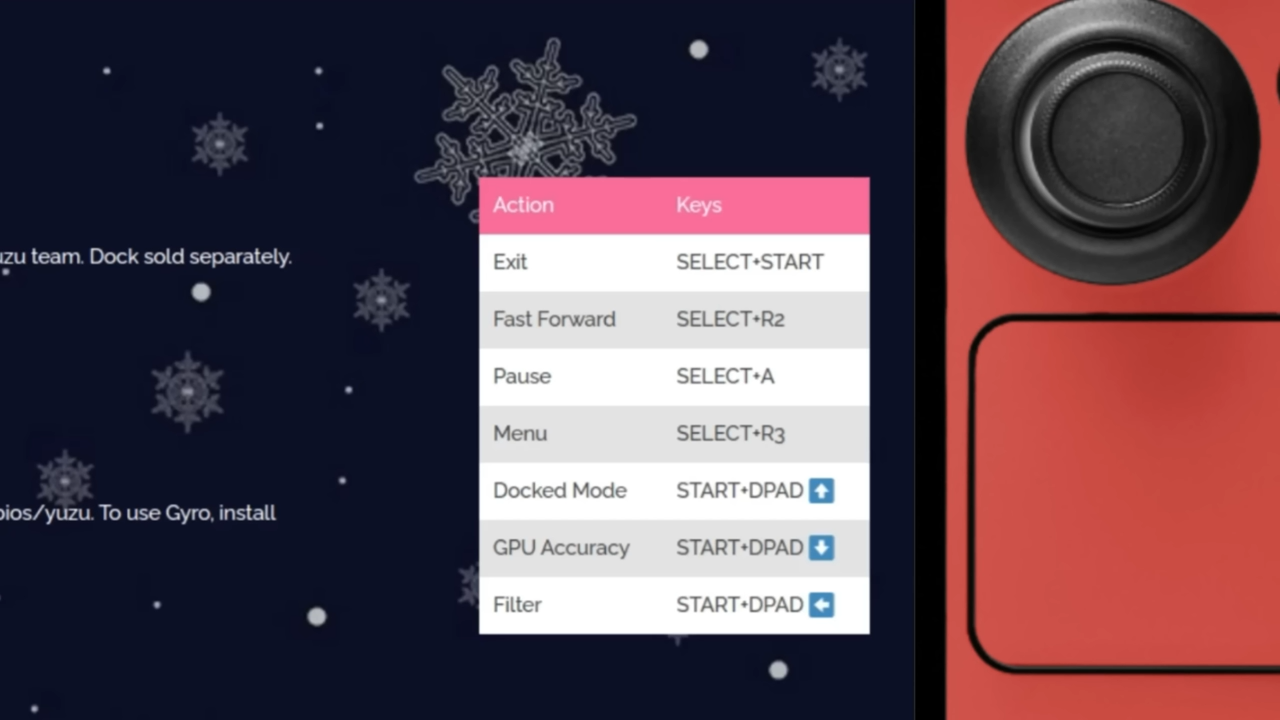 uzu team. Dock sold separately.
bios/yuzu. To use Gyro, install
Action Keys
Exit SELECT+START
Fast Forward SELECT+R2
Pause SELECT+A
Menu SELECT+R3
Docked Mode START+DPAD ⬆️
GPU Accuracy START+DPAD ⬇️
Filter START+DPAD ⬅️